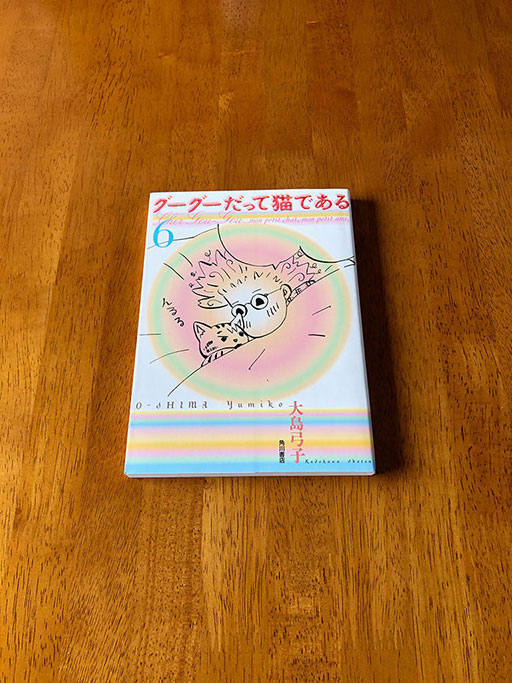 グーグーだって猫である
Cher Gou-Gou...mon petit chat, mon petit ami.
6
O-SHIMA Yumiko
大島弓子
角川書店
Kadokawa Shoten